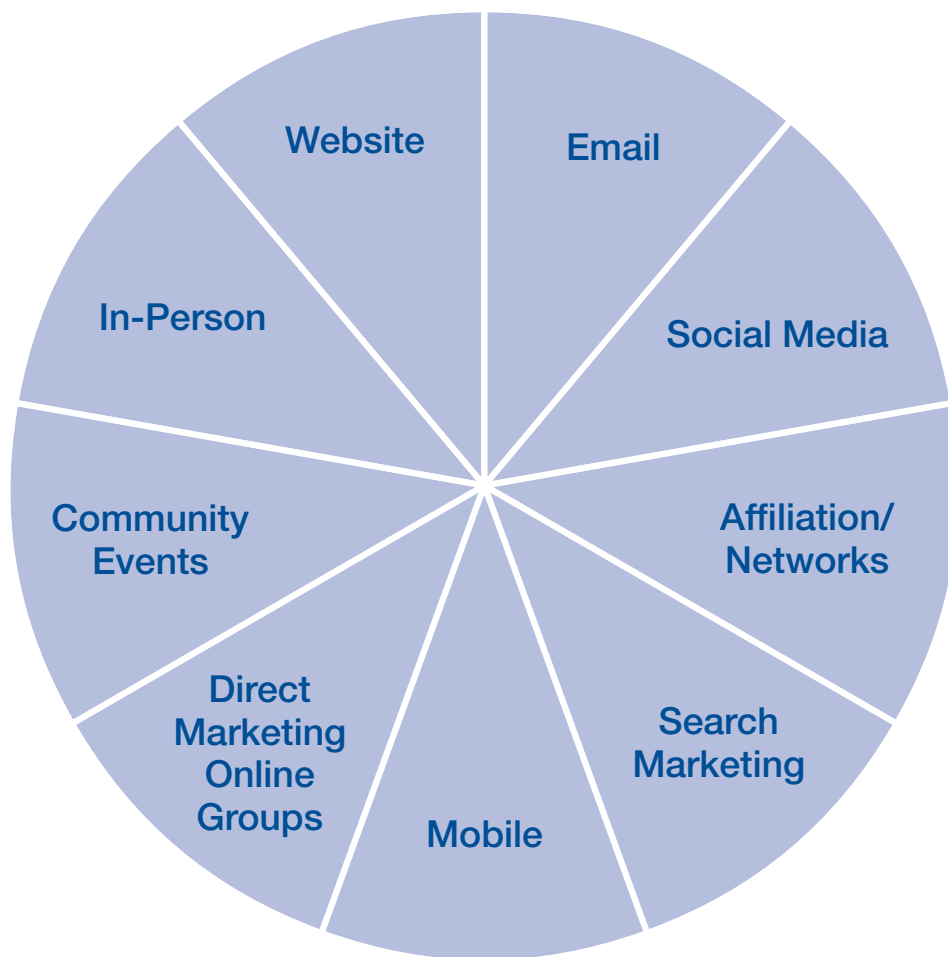 Website
Email
In-Person
Social Media
Community
Events
Affiliation/
Networks
Direct
Marketing
Online
Groups
Search
Marketing
Mobile